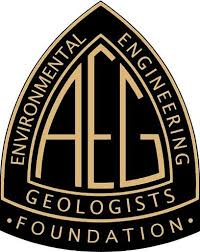 ENVIRONMENTAL
ENGINEERING
AEG
GEOLOGISTS
• FOUNDATION •